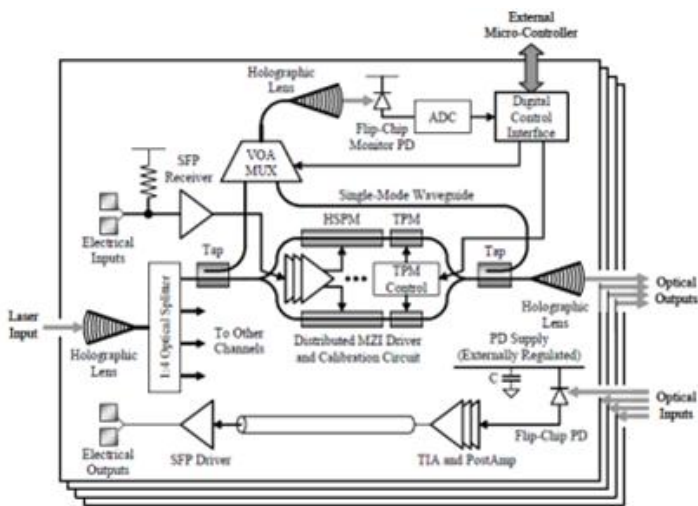 External
Micro-Controller
Holographic
Lens
Flip-Chip
Monitor PD
ADC
Digital
Control
Interface
VOA
MUX
SFP
Receiver
Single-Mode Waveguide
HSPM
TPM
Electrical
Inputs
Tap
TPM
Control
Tap
Optical
Outputs
Laser
Input
Holographic
Lens
1:4 Optical Splitter
To Other
Channels
Distributed MZI Driver
and Calibration Circuit
Holographic
Lens
PD Supply
(Externally Regulated)
C
Optical
Inputs
Flip-Chip PD
Electrical
Outputs
SFP Driver
TIA and PostAmp